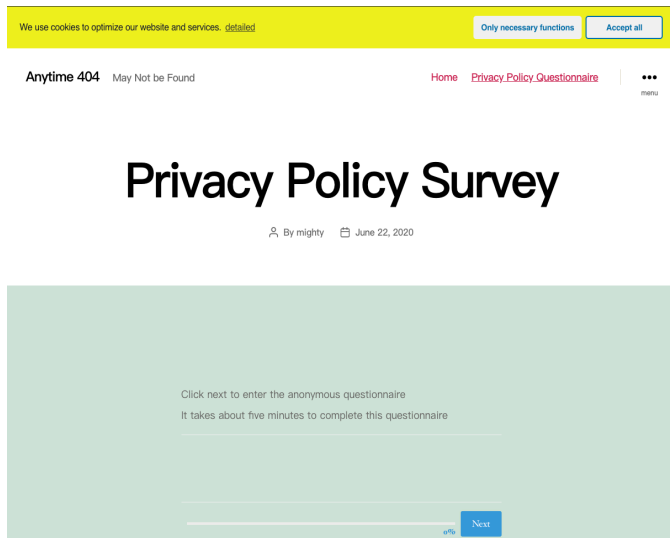 We use cookies to optimize our website and services. detailed
Only necessary functions
Accept all
Anytime 404 May Not be Found
Home Privacy Policy Questionnaire
menu
Privacy Policy Survey
By mighty June 22, 2020
Click next to enter the anonymous questionnaire
It takes about five minutes to complete this questionnaire
0%
Next